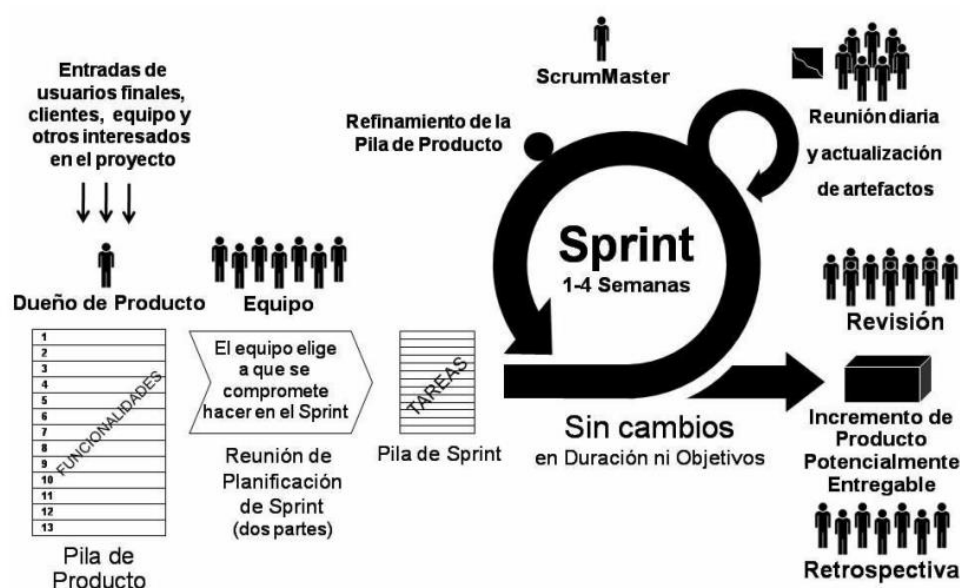 Entradas de
usuarios finales,
clientes, equipo y
otros interesados
en el proyecto
Dueño de Producto
1
2
3
4
5
6
7
8
9
10
11
12
13
FUNCIONALIDADES
Pila de
Producto
Equipo
El equipo elige
a que se
compromete
hacer en el Sprint
Reunión de
Planificación
de Sprint
(dos partes)
TAREAS
Pila de Sprint
ScrumMaster
Refinamiento de la
Pila de Producto
Sprint
1-4 Semanas
Sin cambios
en Duración ni Objetivos
Reunión diaria
y actualización
de artefactos
Revisión
Incremento de
Producto
Potencialmente
Entregable
Retrospectiva